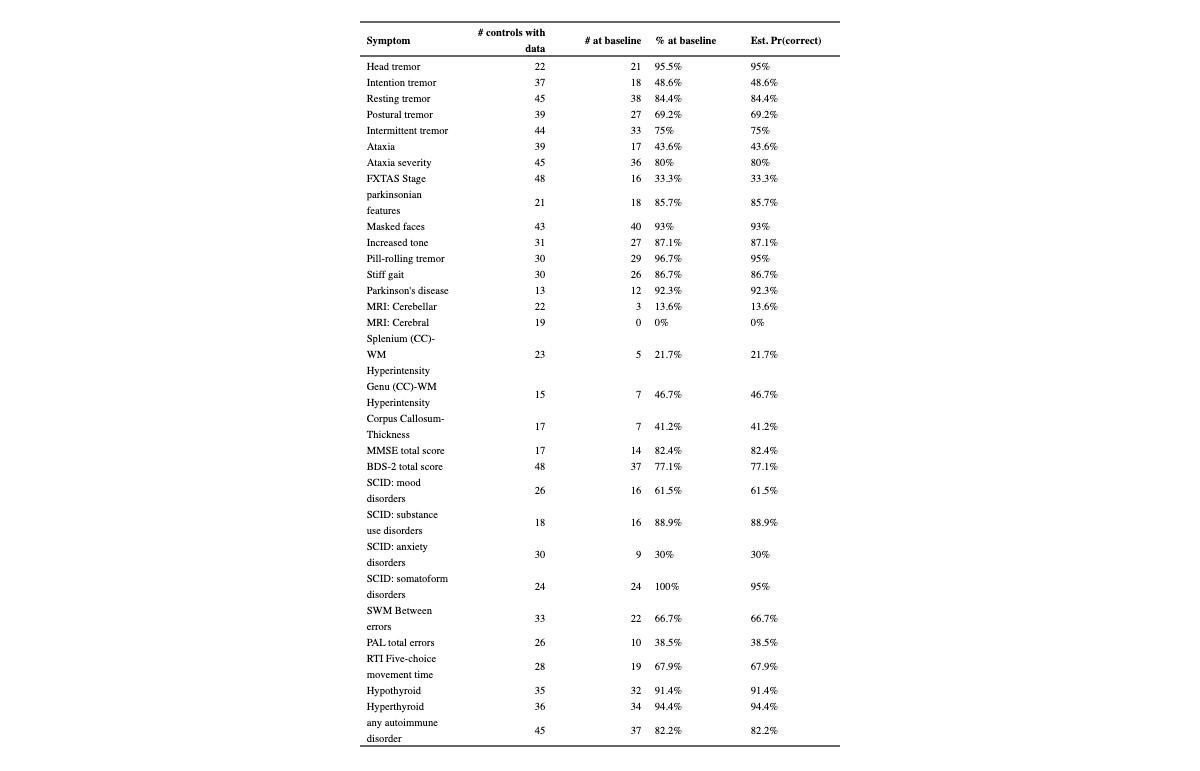 Symptom # controls with data # at baseline % at baseline Est. Pr(correct)
Head tremor 22 21 95.5% 95%
Intention tremor 37 18 48.6% 48.6%
Resting tremor 45 38 84.4% 84.4%
Postural tremor 39 27 69.2% 69.2%
Intermittent tremor 44 33 75% 75%
Ataxia 39 17 43.6% 43.6%
Ataxia severity 45 36 80% 80%
FXTAS Stage 48 16 33.3% 33.3%
parkinsonian features 21 18 85.7% 85.7%
Masked faces 43 40 93% 93%
Increased tone 31 27 87.1% 87.1%
Pill-rolling tremor 30 29 96.7% 95%
Stiff gait 30 26 86.7% 86.7%
Parkinson's disease 13 12 92.3% 92.3%
MRI: Cerebellar 22 3 13.6% 13.6%
MRI: Cerebral 19 0 0% 0%
Splenium (CC)-WM Hyperintensity 23 5 21.7% 21.7%
Genu (CC)-WM Hyperintensity 15 7 46.7% 46.7%
Corpus Callosum-Thickness 17 7 41.2% 41.2%
MMSE total score 17 14 82.4% 82.4%
BDS-2 total score 48 37 77.1% 77.1%
SCID: mood disorders 26 16 61.5% 61.5%
SCID: substance use disorders 18 16 88.9% 88.9%
SCID: anxiety disorders 30 9 30% 30%
SCID: somatoform disorders 24 24 100% 95%
SWM Between errors 33 22 66.7% 66.7%
PAL total errors 26 10 38.5% 38.5%
RTI Five-choice movement time 28 19 67.9% 67.9%
Hypothyroid 35 32 91.4% 91.4%
Hyperthyroid 36 34 94.4% 94.4%
any autoimmune disorder 45 37 82.2% 82.2%